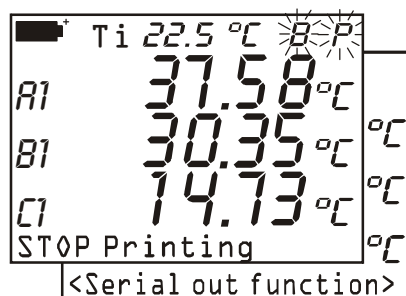 Ti 22.5 °C B P
A1 37.58 °C
°C
B1 30.35 °C
°C
C1 14.73 °C
STOP Printing °C
<Serial out function>